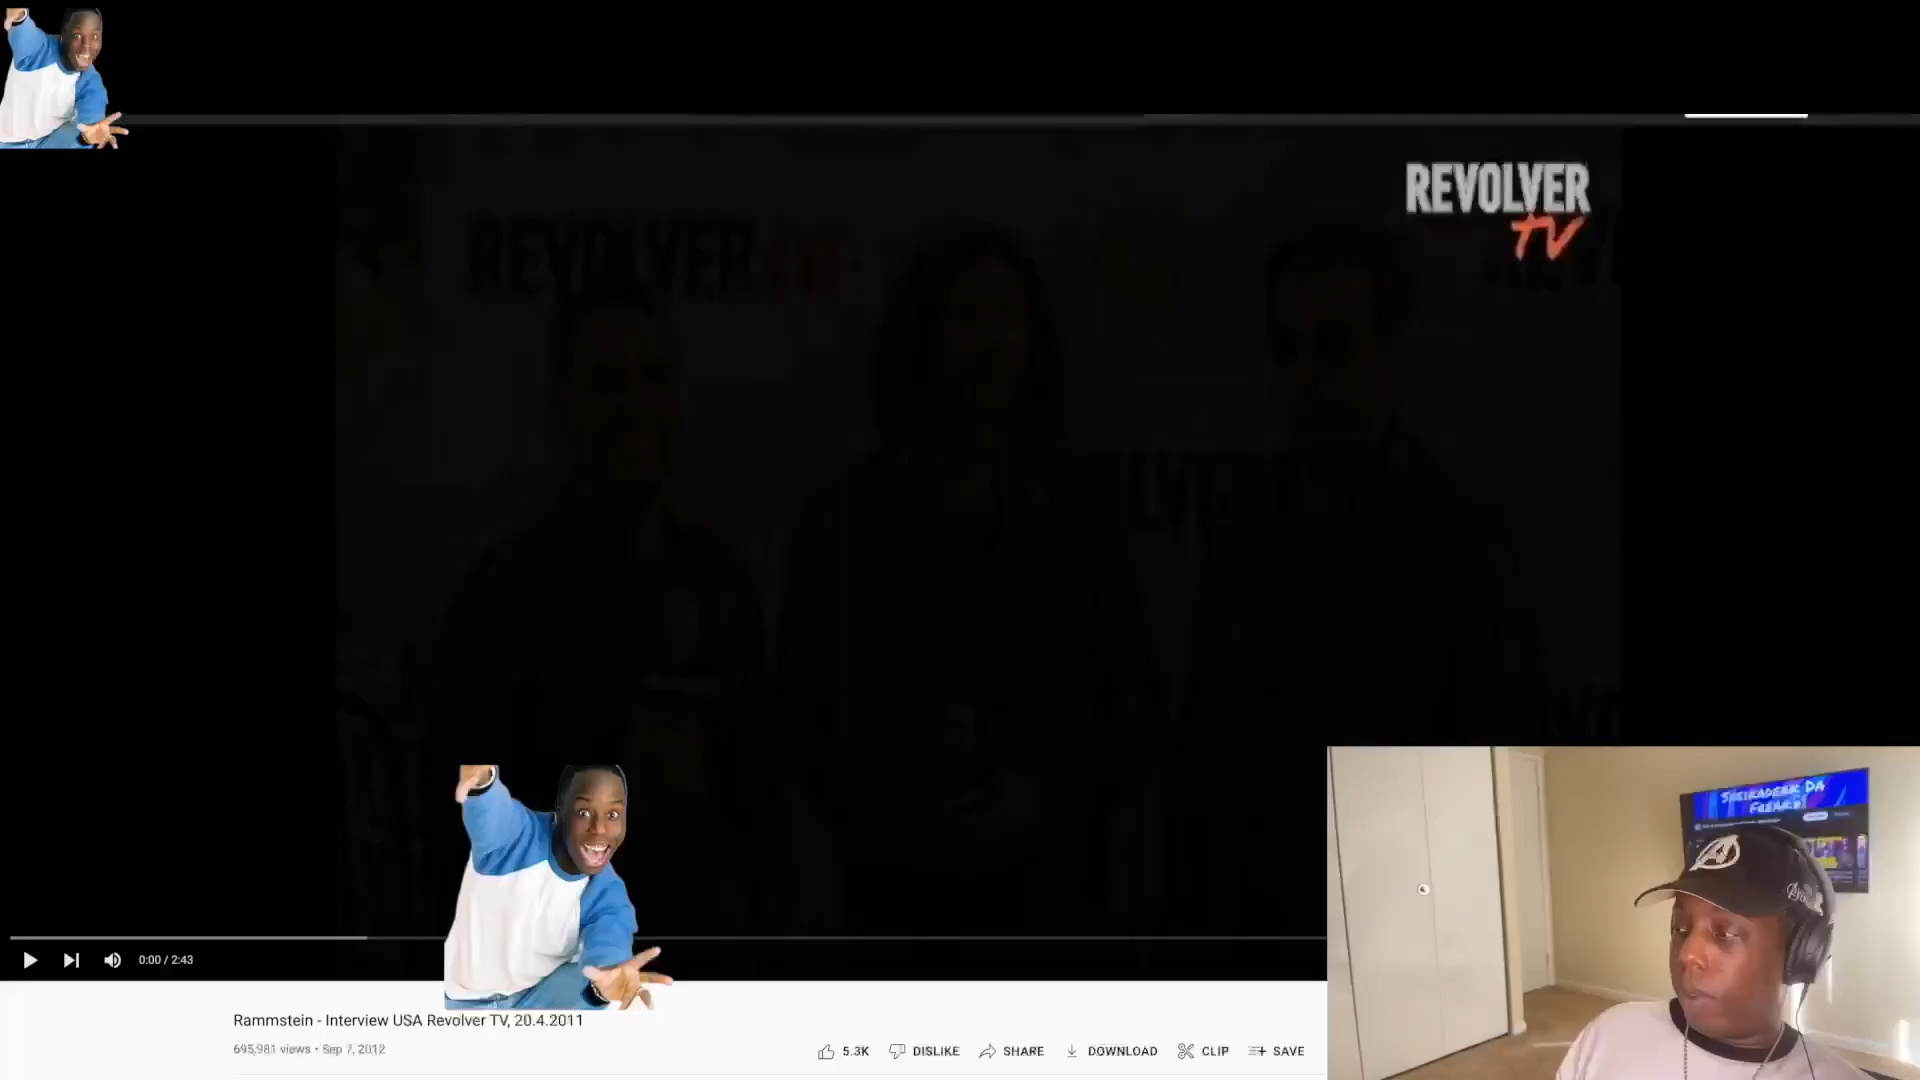 REVOLVER
TV
REVOLVER
0:00 / 2:43
Rammstein - Interview USA Revolver TV, 20.4.2011
695,981 views • Sep 7, 2012
5.3K
DISLIKE
SHARE
DOWNLOAD
CLIP
SAVE